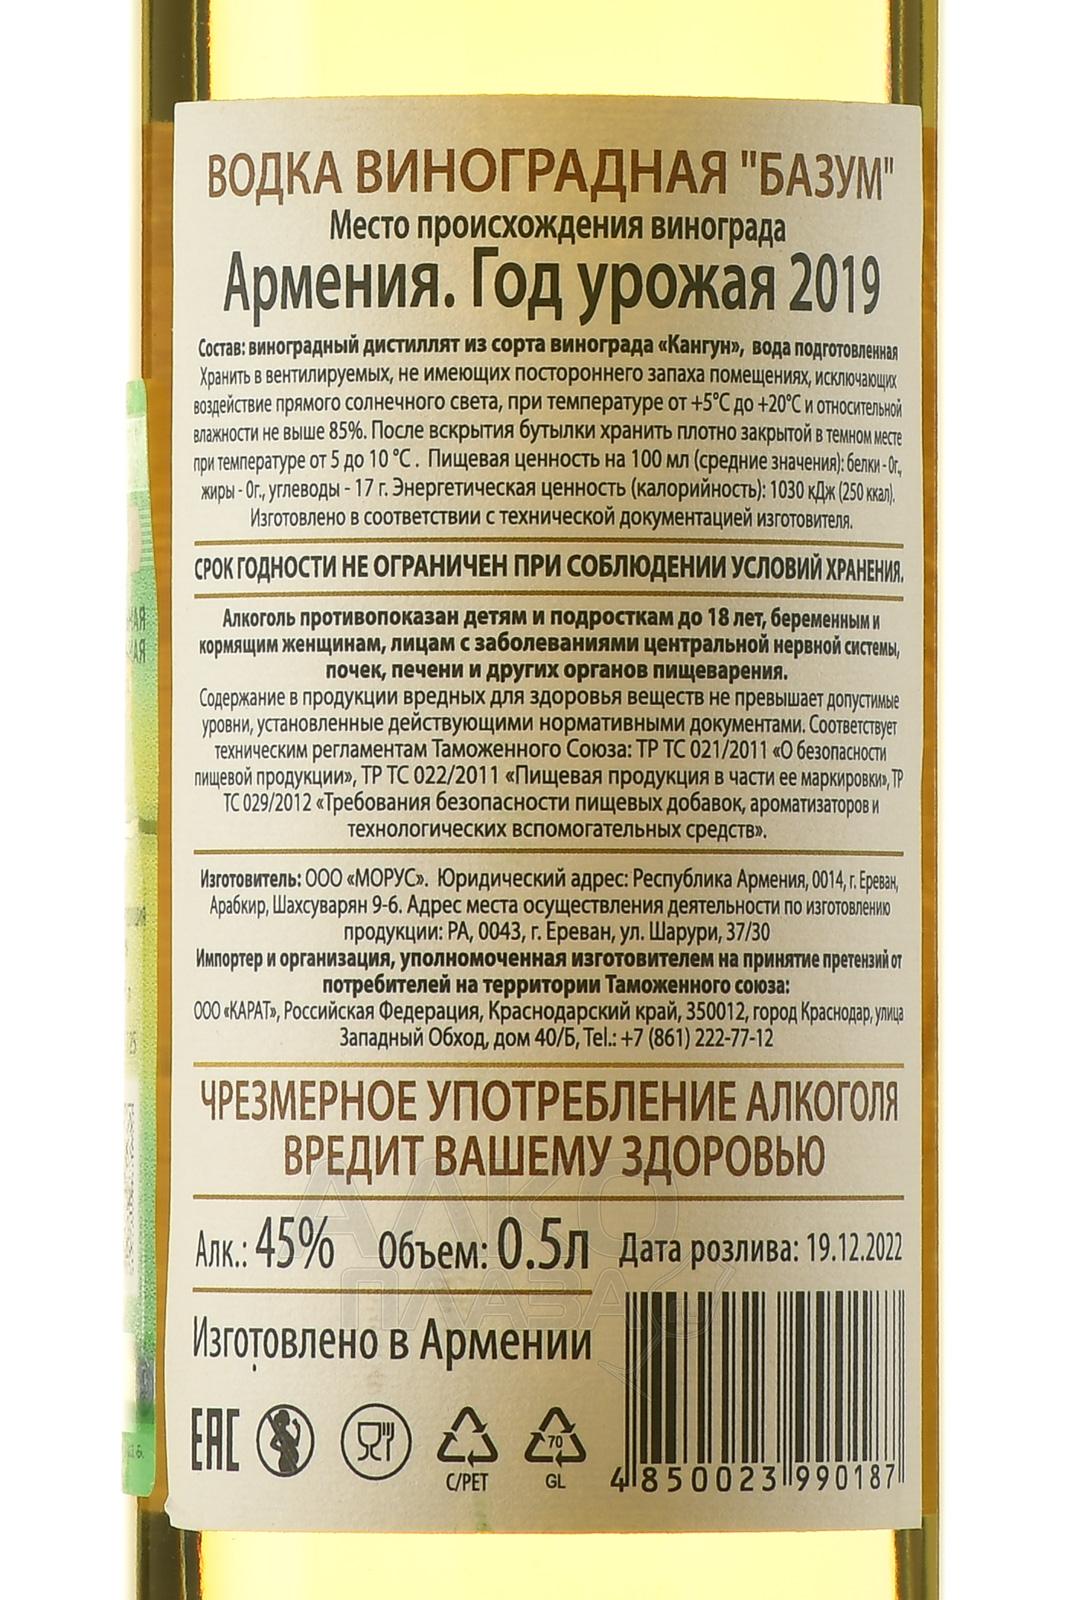 ВОДКА ВИНОГРАДНАЯ "БАЗУМ"
Место происхождения винограда
Армения. Год урожая 2019
Состав: виноградный дистиллят из сорта винограда «Кангун», вода подготовленная
Хранить в вентилируемых, не имеющих постороннего запаха помещениях, исключающих
воздействие прямого солнечного света, при температуре от +5°C до +20°C и относительной
влажности не выше 85%. После вскрытия бутылки хранить плотно закрытой в темном месте
при температуре от 5 до 10 °C . Пищевая ценность на 100 мл (средние значения): белки - 0г.,
жиры - 0г., углеводы - 17 г. Энергетическая ценность (калорийность): 1030 кДж (250 ккал).
Изготовлено в соответствии с технической документацией изготовителя.
СРОК ГОДНОСТИ НЕ ОГРАНИЧЕН ПРИ СОБЛЮДЕНИИ УСЛОВИЙ ХРАНЕНИЯ.
Алкоголь противопоказан детям и подросткам до 18 лет, беременным и
кормящим женщинам, лицам с заболеваниями центральной нервной системы,
почек, печени и других органов пищеварения.
Содержание в продукции вредных для здоровья веществ не превышает допустимые
уровни, установленные действующими нормативными документами. Соответствует
техническим регламентам Таможенного Союза: ТР ТС 021/2011 «О безопасности
пищевой продукции», ТР ТС 022/2011 «Пищевая продукция в части ее маркировки», ТР
ТС 029/2012 «Требования безопасности пищевых добавок, ароматизаторов и
технологических вспомогательных средств».
Изготовитель: ООО «МОРУС». Юридический адрес: Республика Армения, 0014, г. Ереван,
Арабкир, Шахсуварян 9-6. Адрес места осуществления деятельности по изготовлению
продукции: РА, 0043, г. Ереван, ул. Шарури, 37/30
Импортер и организация, уполномоченная изготовителем на принятие претензий от
потребителей на территории Таможенного союза:
ООО «КАРАТ», Российская Федерация, Краснодарский край, 350012, город Краснодар, улица
Западный Обход, дом 40/Б, Tel.: +7 (861) 222-77-12
ЧРЕЗМЕРНОЕ УПОТРЕБЛЕНИЕ АЛКОГОЛЯ
ВРЕДИТ ВАШЕМУ ЗДОРОВЬЮ
АЛКО
ПЛАЗА
Алк.: 45% Объем: 0.5л Дата розлива: 19.12.2022
Изготовлено в Армении
EAC
70
C/PET GL
4 850023 990187
25